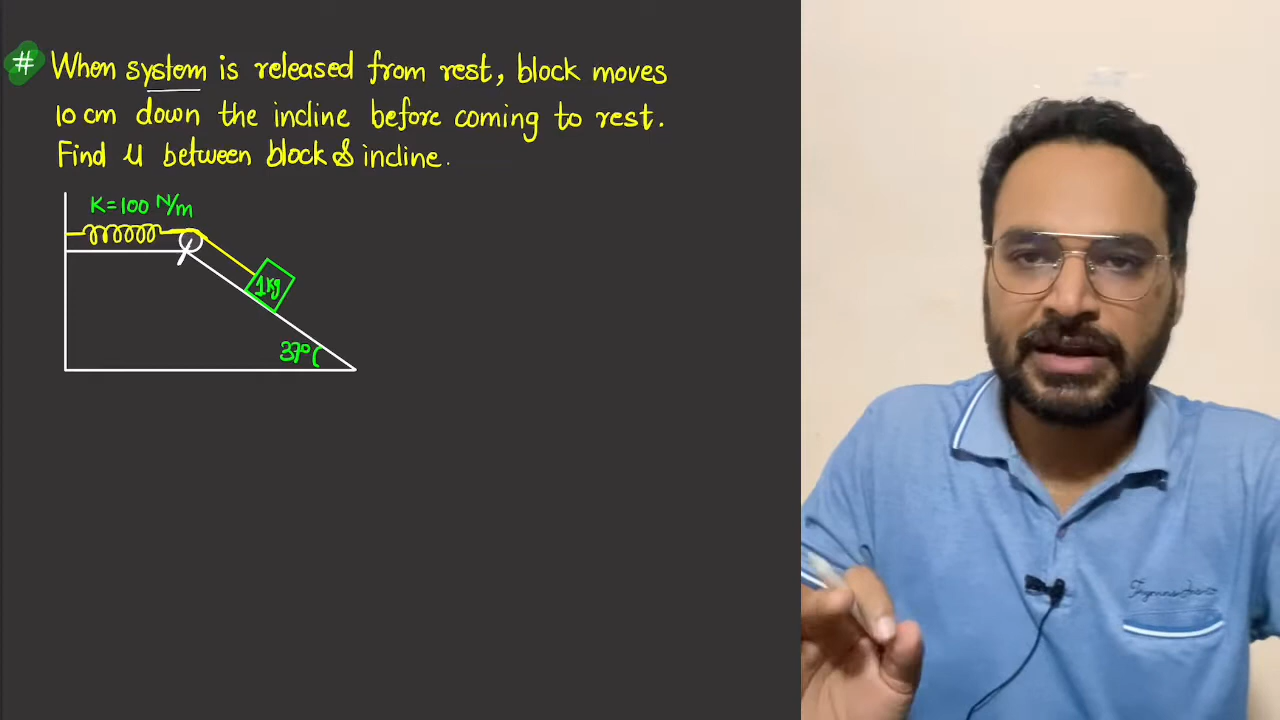 # When system is released from rest, block moves
10 cm down the incline before coming to rest.
Find μ between block & incline.
K=100 N/m
1kg
37°